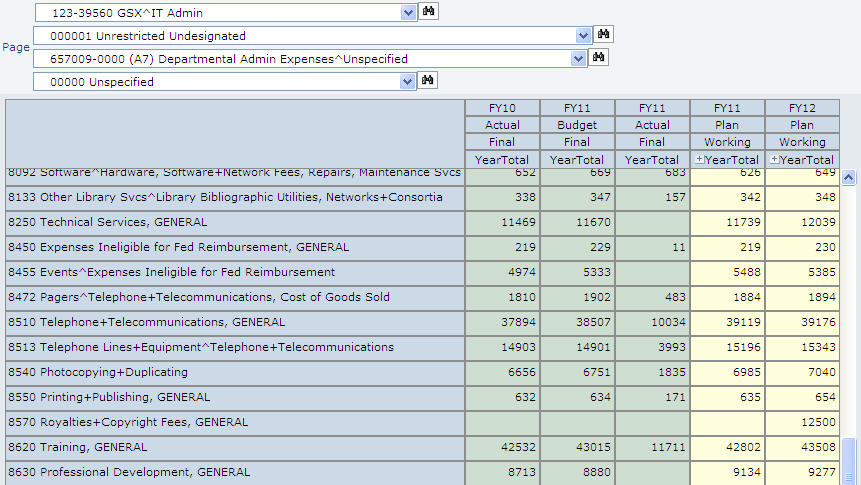 123-39560 GSX^IT Admin
000001 Unrestricted Undesignated
Page
657009-0000 (A7) Departmental Admin Expenses^Unspecified
00000 Unspecified
FY10 FY11 FY11 FY11 FY12
Actual Budget Actual Plan Plan
Final Final Final Working Working
YearTotal YearTotal YearTotal +YearTotal +YearTotal
8092 Software^Hardware, Software+Network Fees, Repairs, Maintenance Svcs 652 669 683 626 649
8133 Other Library Svcs^Library Bibliographic Utilities, Networks+Consortia 338 347 157 342 348
8250 Technical Services, GENERAL 11469 11670 11739 12039
8450 Expenses Ineligible for Fed Reimbursement, GENERAL 219 229 11 219 230
8455 Events^Expenses Ineligible for Fed Reimbursement 4974 5333 5488 5385
8472 Pagers^Telephone+Telecommunications, Cost of Goods Sold 1810 1902 483 1884 1894
8510 Telephone+Telecommunications, GENERAL 37894 38507 10034 39119 39176
8513 Telephone Lines+Equipment^Telephone+Telecommunications 14903 14901 3993 15196 15343
8540 Photocopying+Duplicating 6656 6751 1835 6985 7040
8550 Printing+Publishing, GENERAL 632 634 171 635 654
8570 Royalties+Copyright Fees, GENERAL 12500
8620 Training, GENERAL 42532 43015 11711 42802 43508
8630 Professional Development, GENERAL 8713 8880 9134 9277